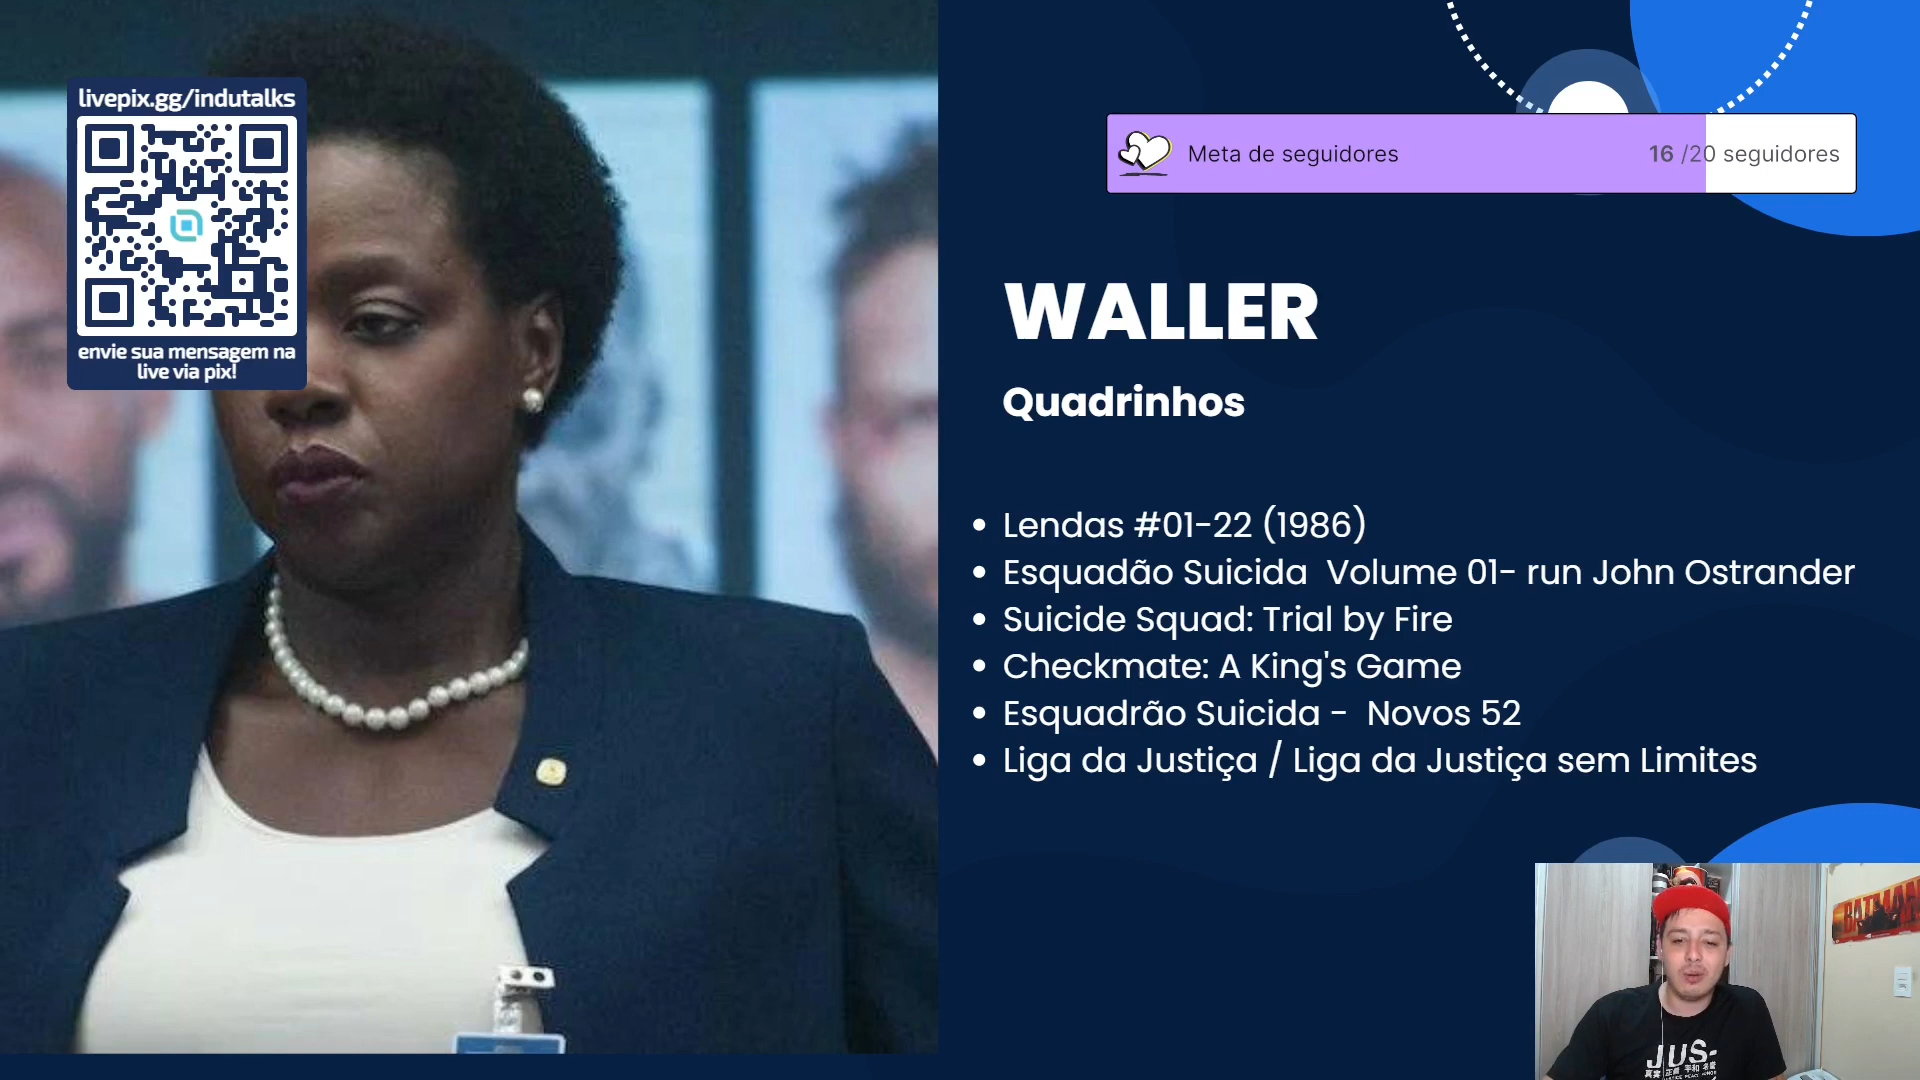 livepix.gg/indutalks
envie sua mensagem na
live via pix!
Meta de seguidores
16 /20 seguidores
WALLER
Quadrinhos
• Lendas #01-22 (1986)
• Esquadão Suicida Volume 01- run John Ostrander
• Suicide Squad: Trial by Fire
• Checkmate: A King's Game
• Esquadrão Suicida - Novos 52
• Liga da Justiça / Liga da Justiça sem Limites
BATMAN
JUS-